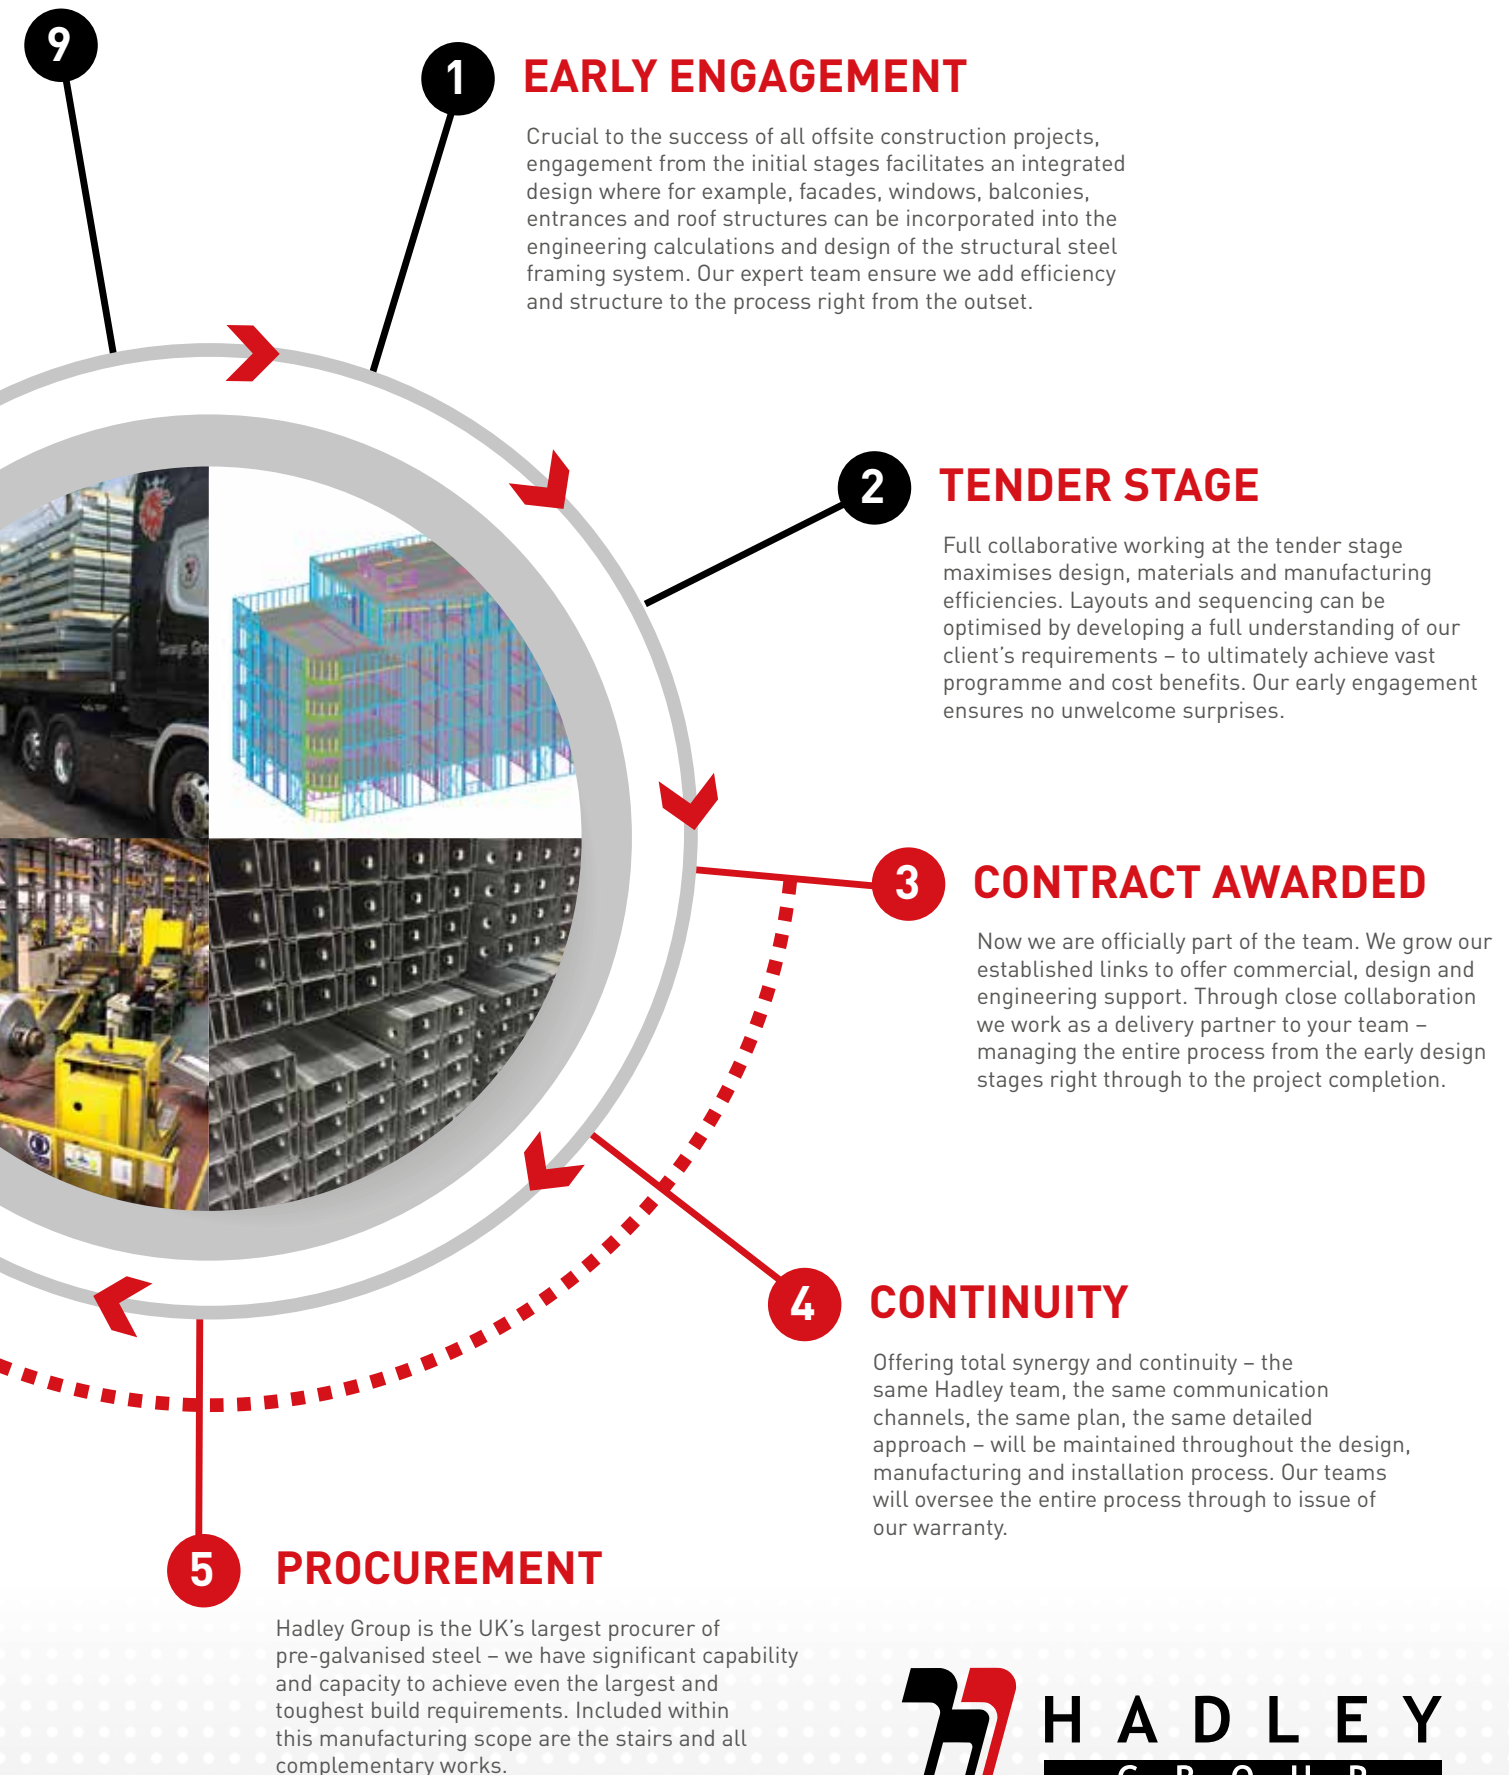 9
1
EARLY ENGAGEMENT
Crucial to the success of all offsite construction projects,
engagement from the initial stages facilitates an integrated
design where for example, facades, windows, balconies,
entrances and roof structures can be incorporated into the
engineering calculations and design of the structural steel
framing system. Our expert team ensure we add efficiency
and structure to the process right from the outset.
2
TENDER STAGE
Full collaborative working at the tender stage
maximises design, materials and manufacturing
efficiencies. Layouts and sequencing can be
optimised by developing a full understanding of our
client’s requirements – to ultimately achieve vast
programme and cost benefits. Our early engagement
ensures no unwelcome surprises.
3
CONTRACT AWARDED
Now we are officially part of the team. We grow our
established links to offer commercial, design and
engineering support. Through close collaboration
we work as a delivery partner to your team –
managing the entire process from the early design
stages right through to the project completion.
4
CONTINUITY
Offering total synergy and continuity – the
same Hadley team, the same communication
channels, the same plan, the same detailed
approach – will be maintained throughout the design,
manufacturing and installation process. Our teams
will oversee the entire process through to issue of
our warranty.
5
PROCUREMENT
Hadley Group is the UK’s largest procurer of
pre-galvanised steel – we have significant capability
and capacity to achieve even the largest and
toughest build requirements. Included within
this manufacturing scope are the stairs and all
complementary works.
HADLEY
GROUP